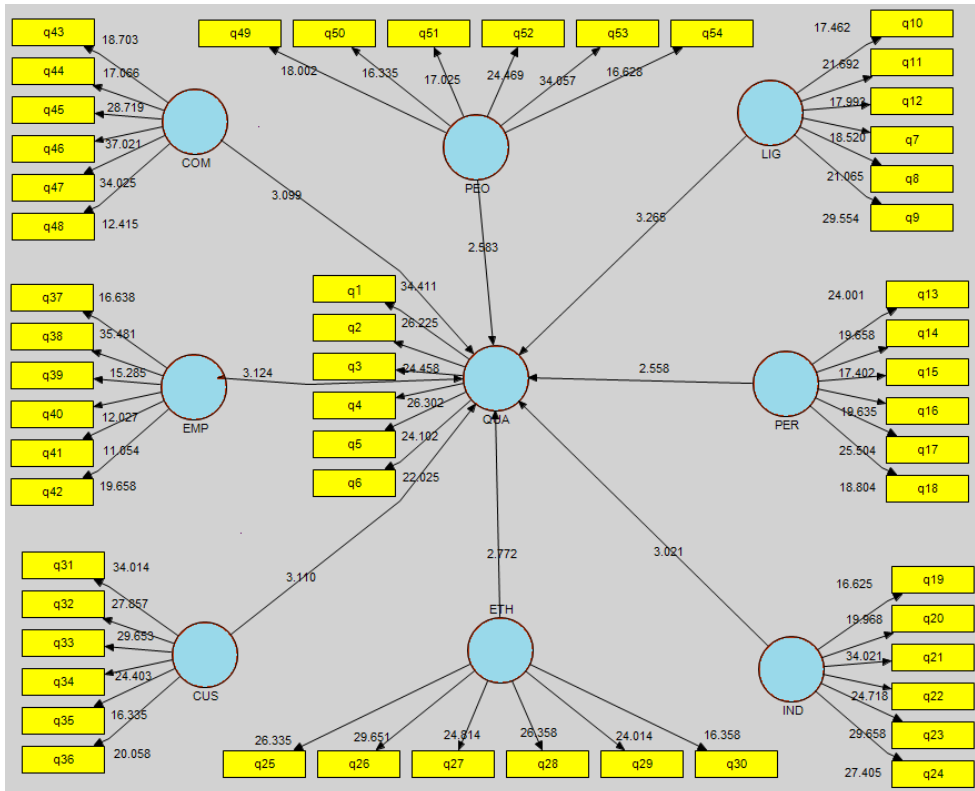 q43
18.703
q44
17.066
q45
28.719
q46
37.021
q47
34.025
q48
12.415
COM
3.099
q49
q50
q51
q52
q53
q54
18.002
16.335
17.025
24.469
34.057
16.628
PEO
2.583
q10
17.462
q11
21.692
q12
17.993
q7
18.520
q8
21.065
q9
29.554
LIG
3.265
q37
16.638
q38
35.481
q39
15.285
q40
12.027
q41
11.054
q42
19.658
EMP
3.124
q1
34.411
q2
26.225
q3
24.458
q4
26.302
q5
24.102
q6
22.025
QUA
q13
24.001
q14
19.658
q15
17.402
q16
19.635
q17
25.504
q18
18.804
PER
2.558
q31
34.014
q32
27.857
q33
29.653
q34
24.403
q35
16.335
q36
20.058
CUS
3.110
ETH
2.772
26.335
29.651
24.814
26.358
24.014
16.358
q25
q26
q27
q28
q29
q30
q19
16.625
q20
19.968
q21
34.021
q22
24.718
q23
29.658
q24
27.405
IND
3.021